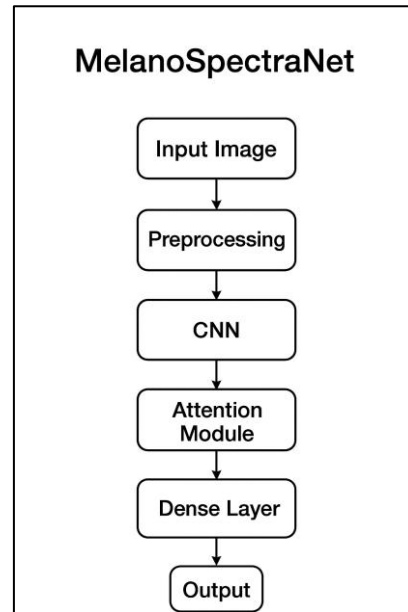 MelanoSpectraNet
Input Image
Preprocessing
CNN
Attention
Module
Dense Layer
Output